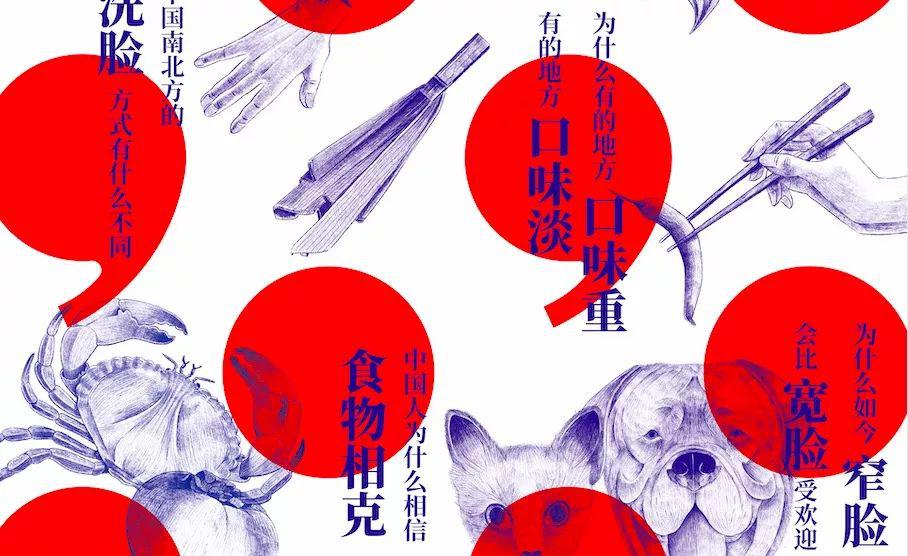 国南北方的
洗脸方式有什么不同
为什么有的地方口味重
有的地方口味淡
中国人为什么相信
食物相克
为什么如今窄脸
会比宽脸受欢迎